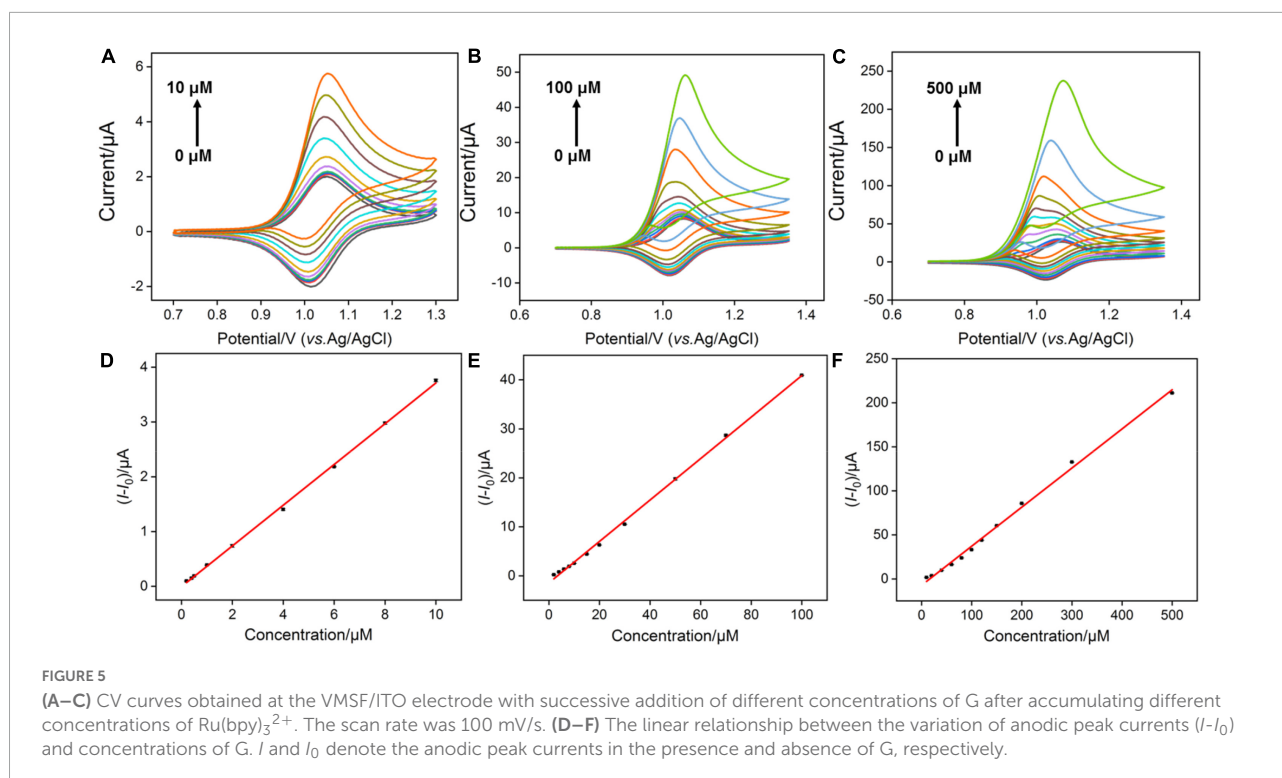 A
10 µM
0 µM
Current/µA
6
4
2
0
-2
0.7 0.8 0.9 1.0 1.1 1.2 1.3
Potential/V (vs.Ag/AgCl)
B
100 µM
0 µM
Current/µA
50
40
30
20
10
0
-10
0.6 0.8 1.0 1.2 1.4
Potential/V (vs.Ag/AgCl)
C
500 µM
0 µM
Current/µA
250
200
150
100
50
0
-50
0.6 0.8 1.0 1.2 1.4
Potential/V (vs.Ag/AgCl)
D
(I-I₀)/µA
4
3
2
1
0
0 2 4 6 8 10
Concentration/µM
E
(I-I₀)/µA
40
30
20
10
0
0 20 40 60 80 100
Concentration/µM
F
(I-I₀)/µA
250
200
150
100
50
0
0 100 200 300 400 500
Concentration/µM
FIGURE 5
(A–C) CV curves obtained at the VMSF/ITO electrode with successive addition of different concentrations of G after accumulating different
concentrations of Ru(bpy)₃²⁺. The scan rate was 100 mV/s. (D–F) The linear relationship between the variation of anodic peak currents (I-I₀)
and concentrations of G. I and I₀ denote the anodic peak currents in the presence and absence of G, respectively.